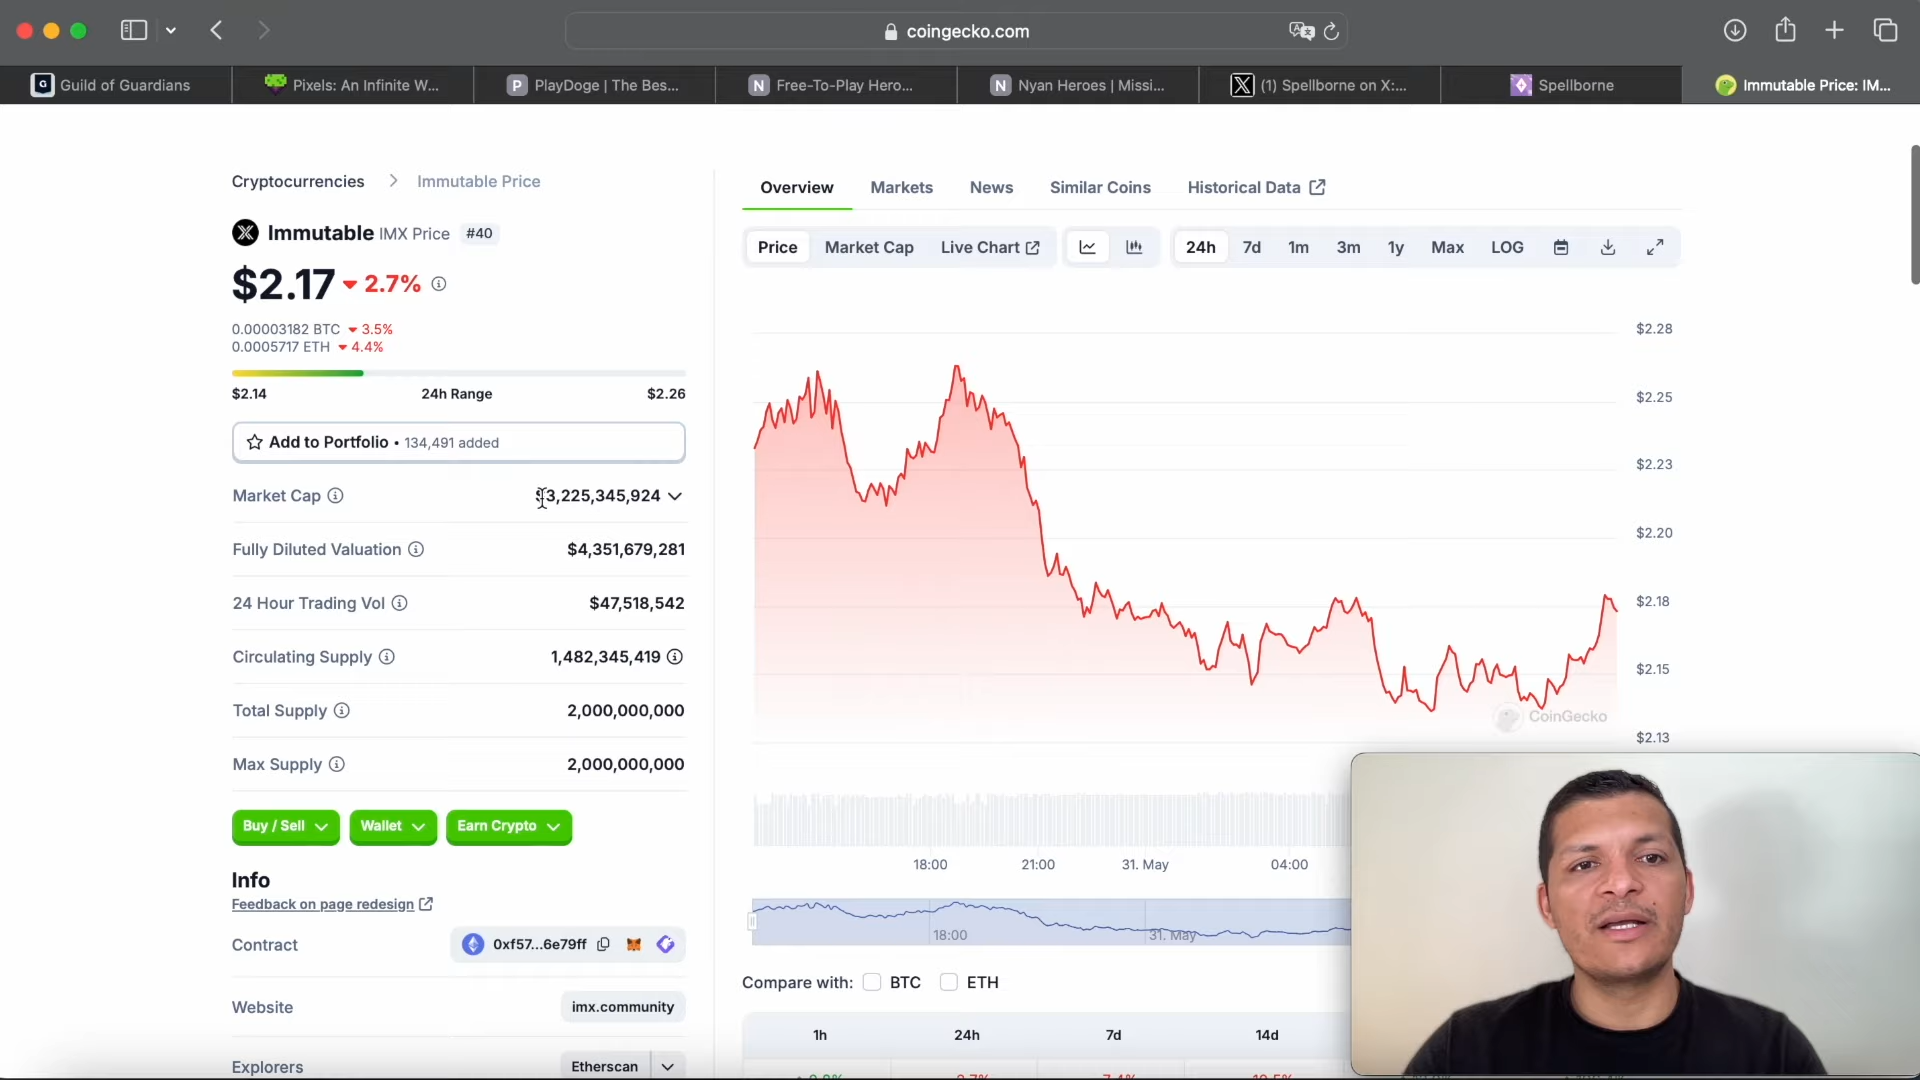 coingecko.com
Guild of Guardians
Pixels: An Infinite W...
PlayDoge | The Bes...
Free-To-Play Hero...
Nyan Heroes | Missi...
(1) Spellborne on X:...
Spellborne
Immutable Price: IM...
Cryptocurrencies > Immutable Price
Immutable IMX Price #40
$2.17 2.7%
0.00003182 BTC 3.5%
0.0005717 ETH 4.4%
$2.14 24h Range $2.26
Add to Portfolio • 134,491 added
Market Cap 3,225,345,924
Fully Diluted Valuation $4,351,679,281
24 Hour Trading Vol $47,518,542
Circulating Supply 1,482,345,419
Total Supply 2,000,000,000
Max Supply 2,000,000,000
Buy / Sell Wallet Earn Crypto
Info
Feedback on page redesign
Contract 0xf57...6e79ff
Website imx.community
Explorers Etherscan
Overview Markets News Similar Coins Historical Data
Price Market Cap Live Chart 24h 7d 1m 3m 1y Max LOG
$2.28
$2.25
$2.23
$2.20
$2.18
$2.15
$2.13
CoinGecko
18:00 21:00 31. May 04:00
18:00 31. May
Compare with: BTC ETH
1h 24h 7d 14d